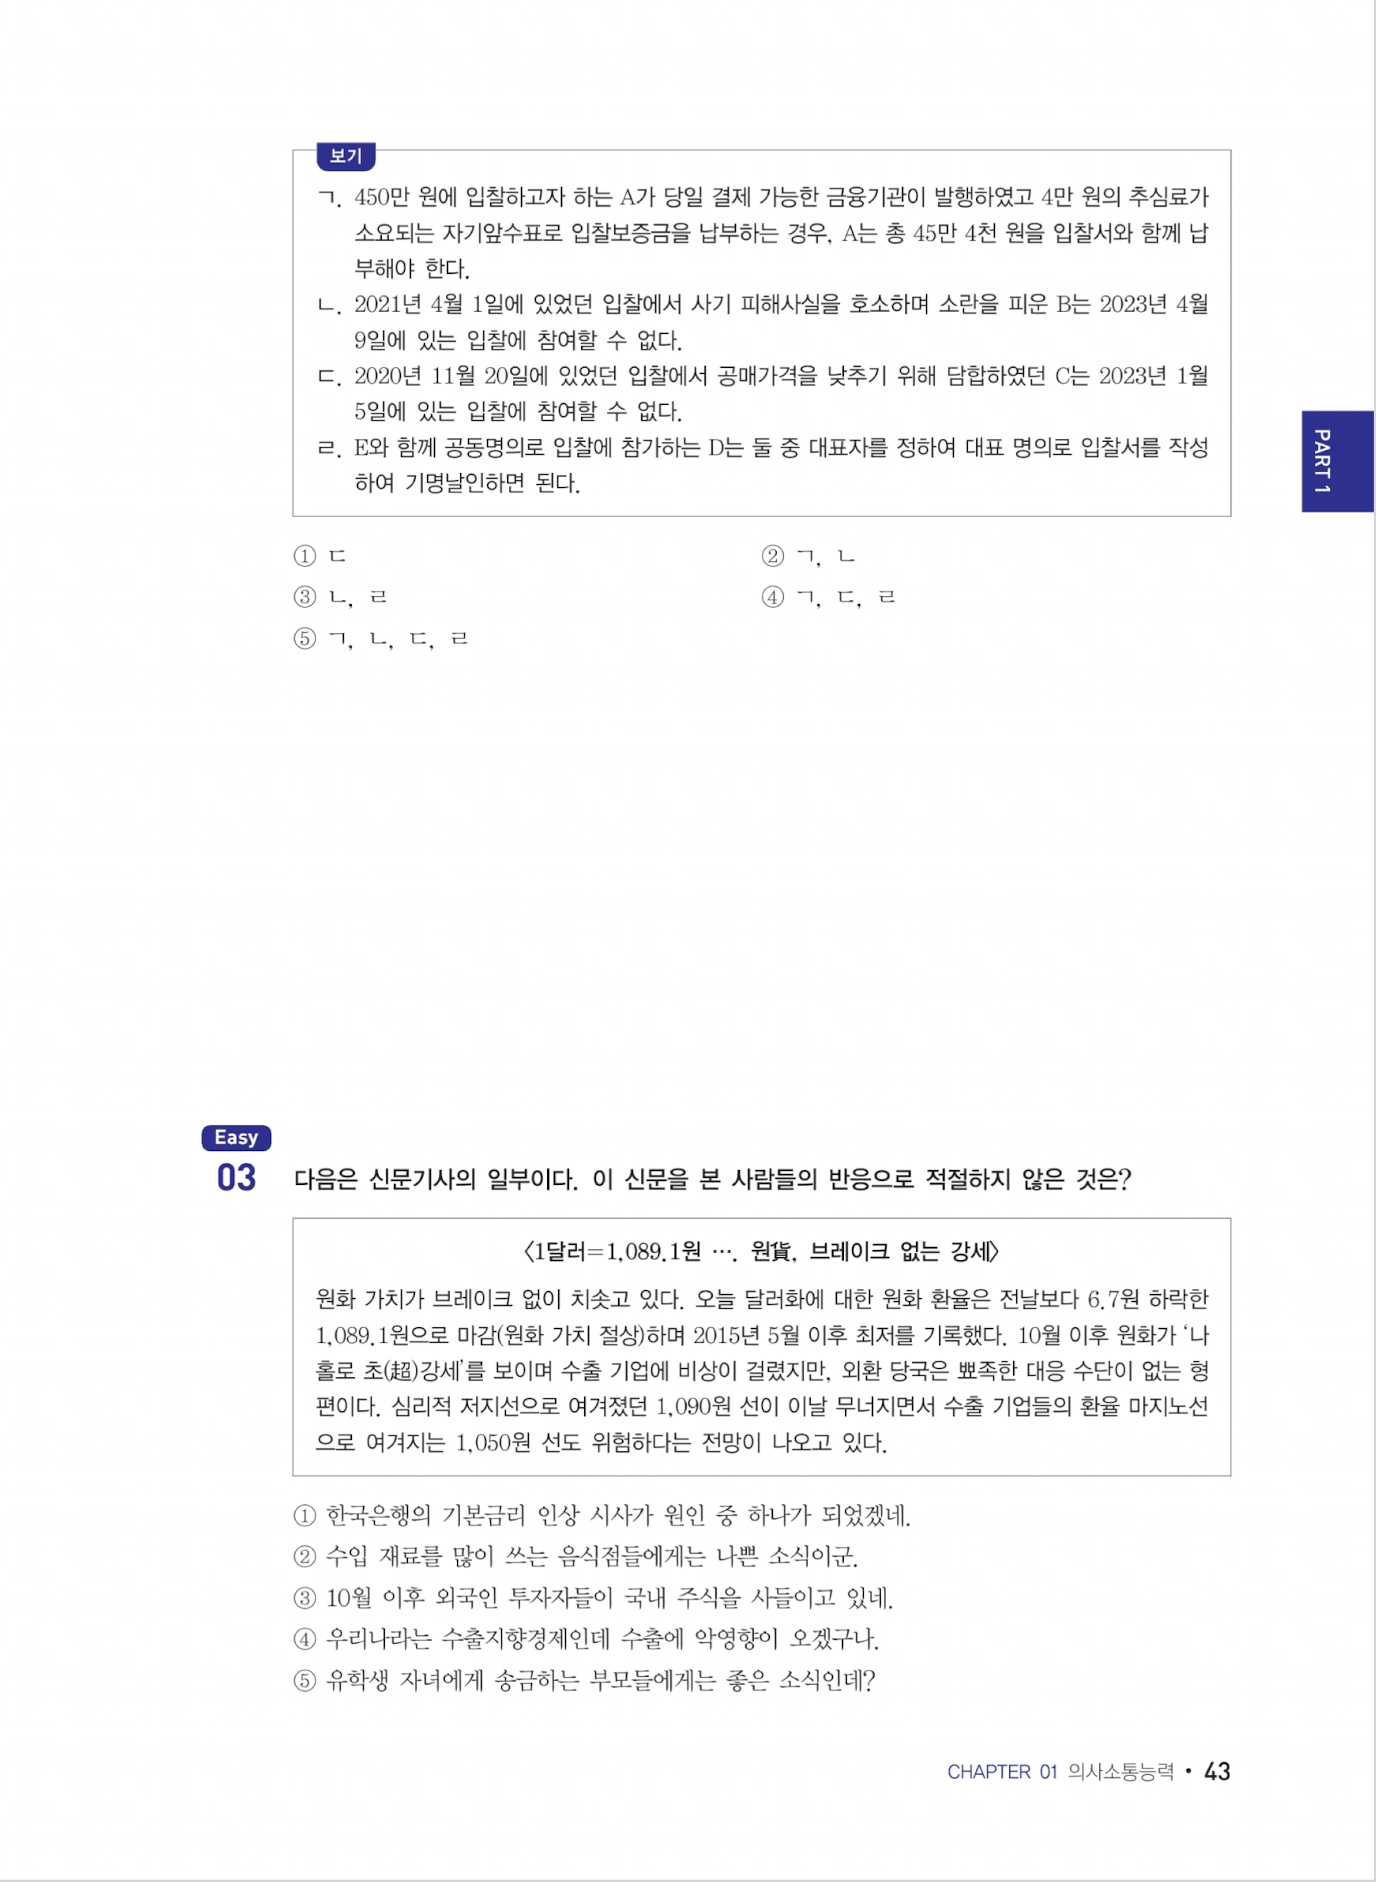 보기
ㄱ. 450만 원에 입찰하고자 하는 A가 당일 결제 가능한 금융기관이 발행하였고 4만 원의 추심료가
소요되는 자기앞수표로 입찰보증금을 납부하는 경우, A는 총 45만 4천 원을 입찰서와 함께 납
부해야 한다.
ㄴ. 2021년 4월 1일에 있었던 입찰에서 사기 피해사실을 호소하며 소란을 피운 B는 2023년 4월
9일에 있는 입찰에 참여할 수 없다.
ㄷ. 2020년 11월 20일에 있었던 입찰에서 공매가격을 낮추기 위해 담합하였던 C는 2023년 1월
5일에 있는 입찰에 참여할 수 없다.
ㄹ. E와 함께 공동명의로 입찰에 참가하는 D는 둘 중 대표자를 정하여 대표 명의로 입찰서를 작성
하여 기명날인하면 된다.
PART 1
① ㄷ
② ㄱ, ㄴ
③ ㄴ, ㄹ
④ ㄱ, ㄷ, ㄹ
⑤ ㄱ, ㄴ, ㄷ, ㄹ
Easy
03 다음은 신문기사의 일부이다. 이 신문을 본 사람들의 반응으로 적절하지 않은 것은?
〈1달러=1,089.1원 …. 원貨, 브레이크 없는 강세〉
원화 가치가 브레이크 없이 치솟고 있다. 오늘 달러화에 대한 원화 환율은 전날보다 6.7원 하락한
1,089.1원으로 마감(원화 가치 절상)하며 2015년 5월 이후 최저를 기록했다. 10월 이후 원화가 ‘나
홀로 초(超)강세’를 보이며 수출 기업에 비상이 걸렸지만, 외환 당국은 뾰족한 대응 수단이 없는 형
편이다. 심리적 저지선으로 여겨졌던 1,090원 선이 이날 무너지면서 수출 기업들의 환율 마지노선
으로 여겨지는 1,050원 선도 위험하다는 전망이 나오고 있다.
① 한국은행의 기본금리 인상 시사가 원인 중 하나가 되었겠네.
② 수입 재료를 많이 쓰는 음식점들에게는 나쁜 소식이군.
③ 10월 이후 외국인 투자자들이 국내 주식을 사들이고 있네.
④ 우리나라는 수출지향경제인데 수출에 악영향이 오겠구나.
⑤ 유학생 자녀에게 송금하는 부모들에게는 좋은 소식인데?
CHAPTER 01 의사소통능력 • 43